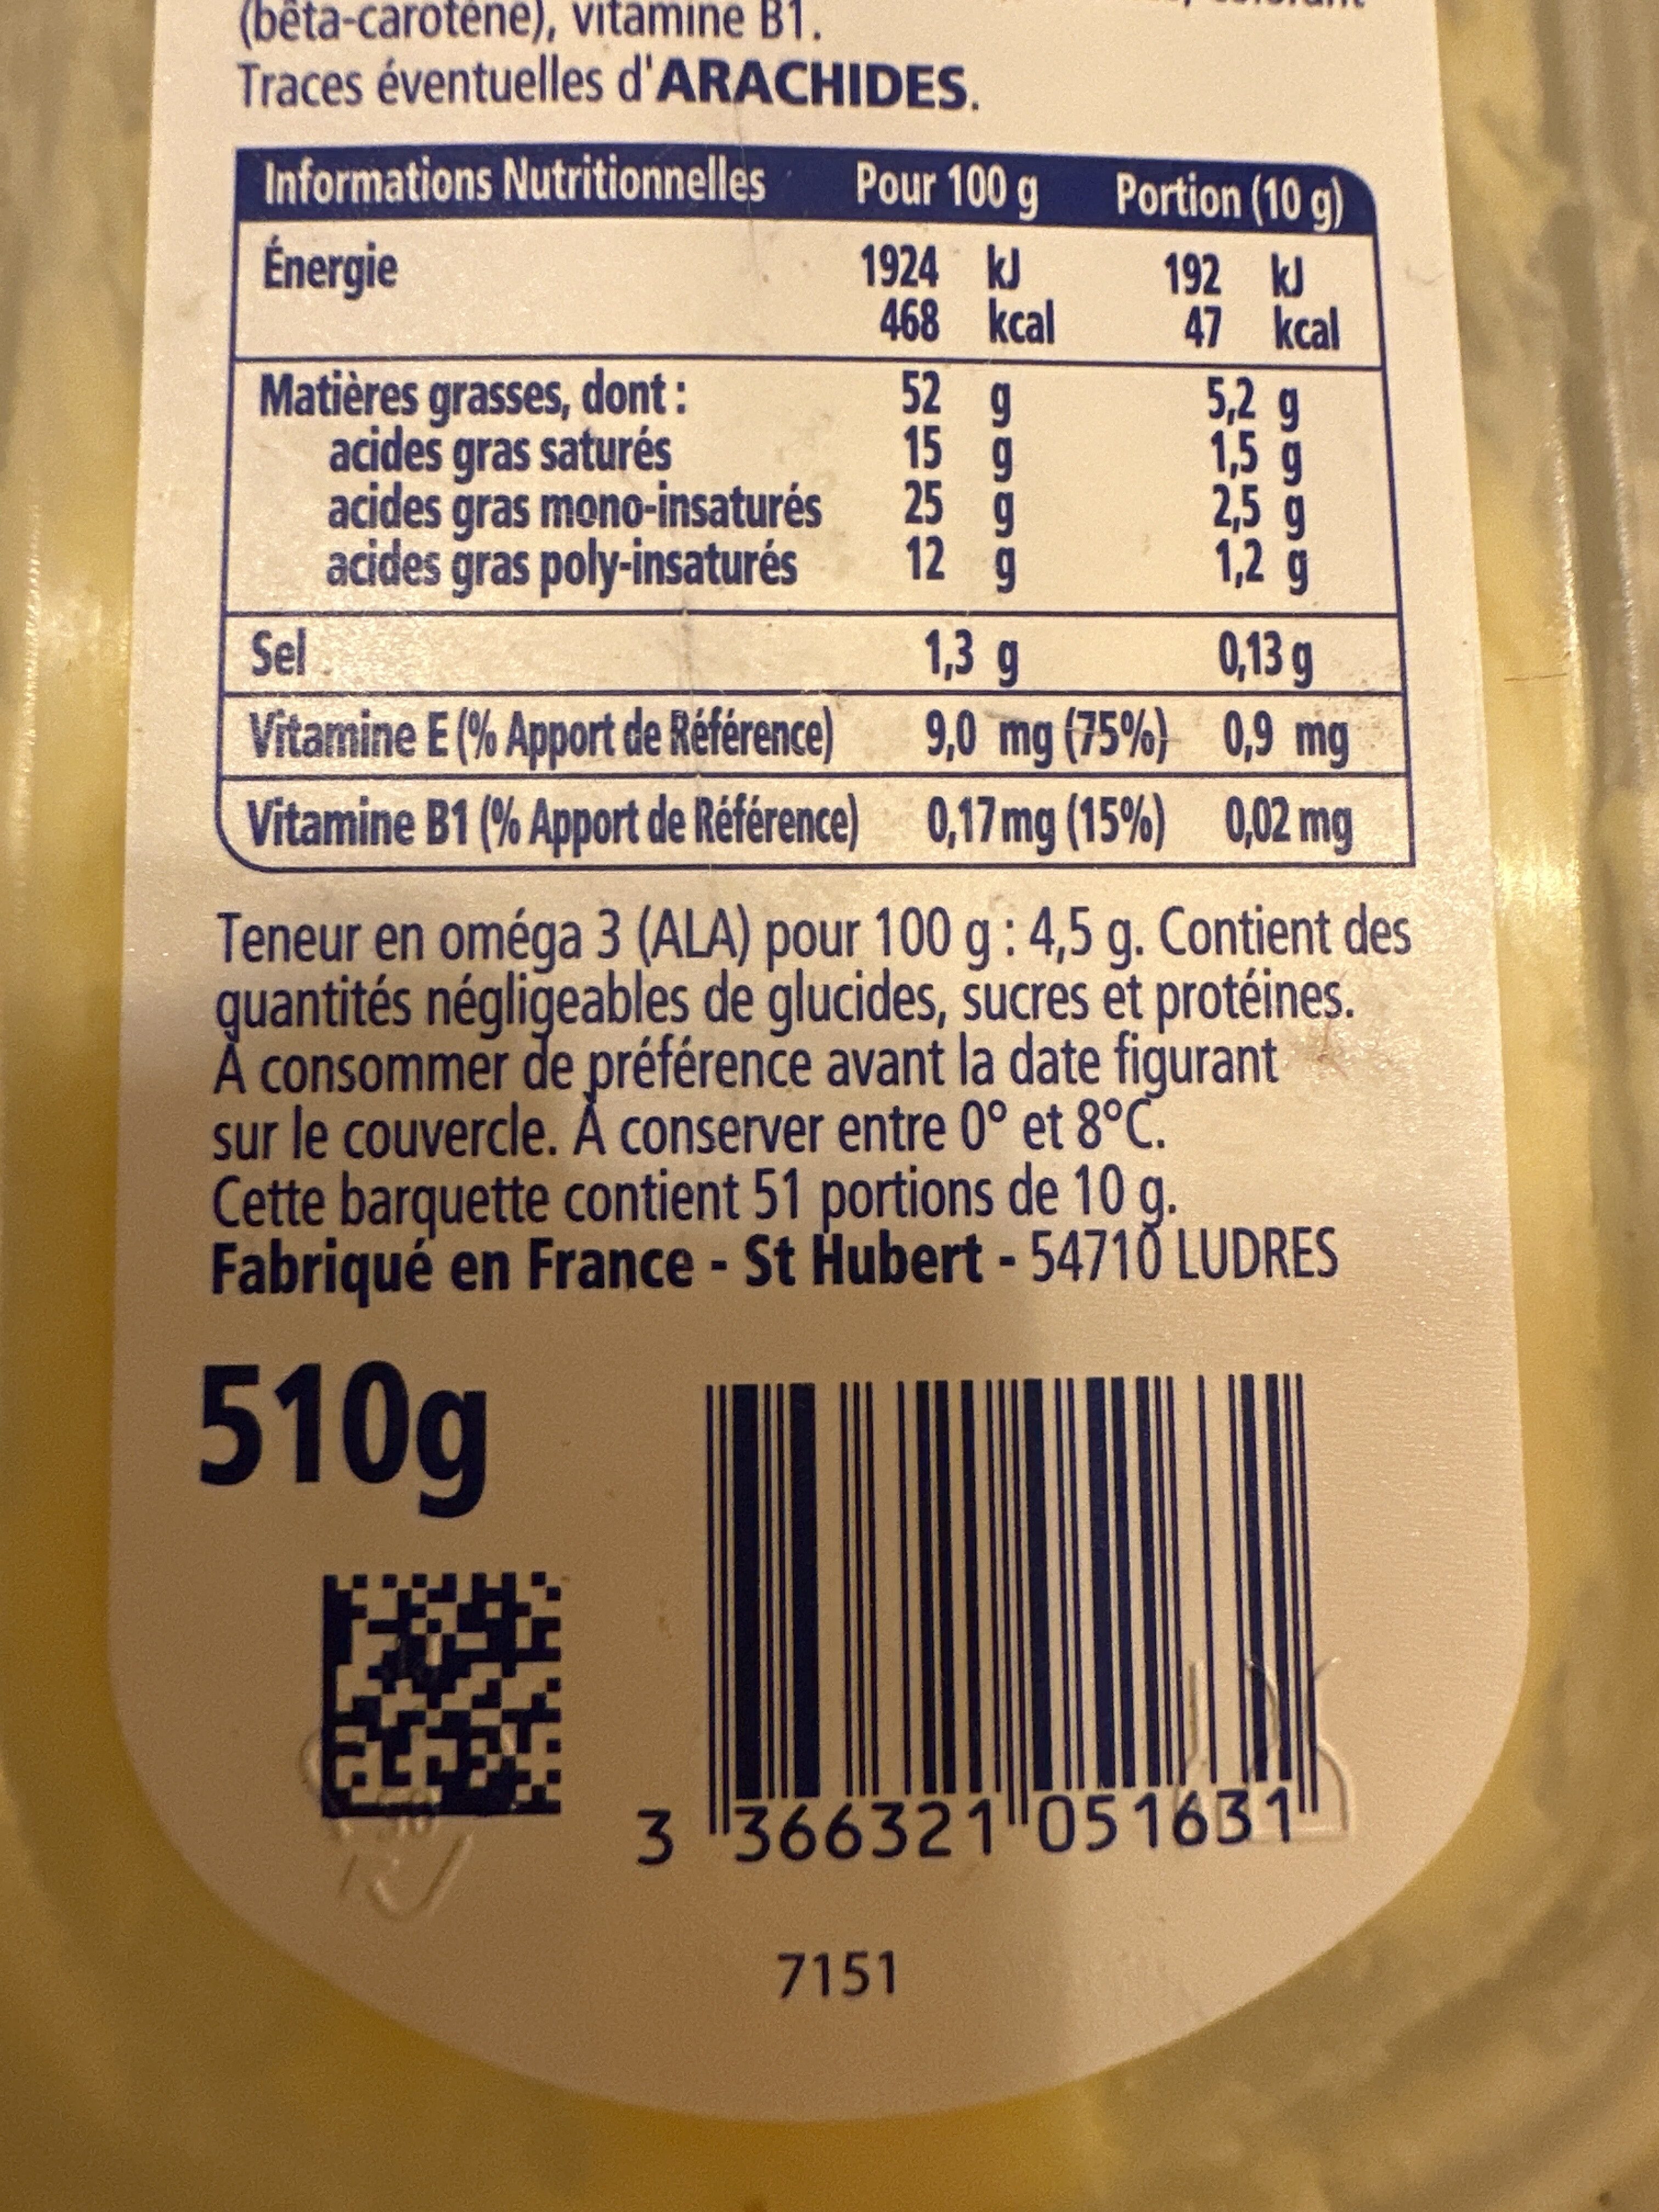 (bêta-carotène), vitamine B1.
Traces éventuelles d'ARACHIDES.
Informations Nutritionnelles Pour 100 g Portion (10 g)
Énergie 1924 kJ 192 kJ
468 kcal 47 kcal
Matières grasses, dont : 52 g 5,2 g
acides gras saturés 15 g 1,5 g
acides gras mono-insaturés 25 g 2,5 g
acides gras poly-insaturés 12 g 1,2 g
Sel 1,3 g 0,13 g
Vitamine E (% Apport de Référence) 9,0 mg (75%) 0,9 mg
Vitamine B1 (% Apport de Référence) 0,17 mg (15%) 0,02 mg
Teneur en oméga 3 (ALA) pour 100 g : 4,5 g. Contient des
quantités négligeables de glucides, sucres et protéines.
À consommer de préférence avant la date figurant
sur le couvercle. À conserver entre 0° et 8°C.
Cette barquette contient 51 portions de 10 g.
Fabriqué en France - St Hubert - 54710 LUDRES
510g
3 366321 051631
7151